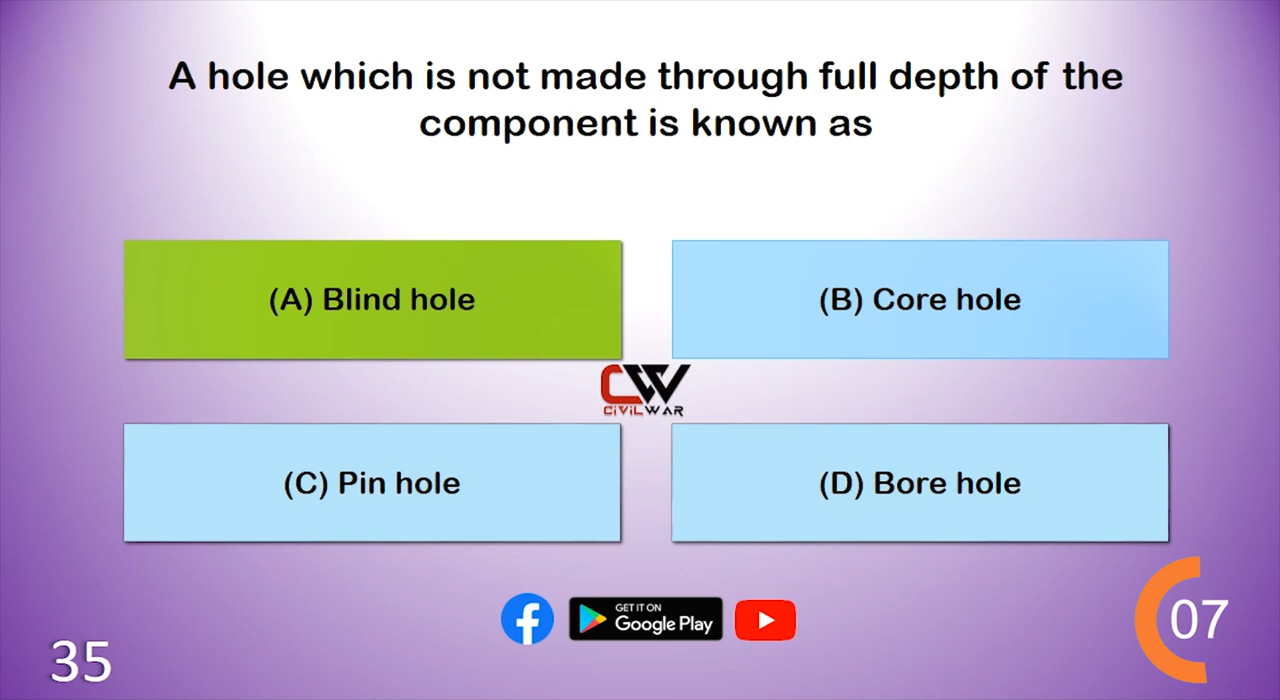 A hole which is not made through full depth of the
component is known as
(A) Blind hole
(B) Core hole
CW
CiViLWAR
(C) Pin hole
(D) Bore hole
GET IT ON
Google Play
07
35